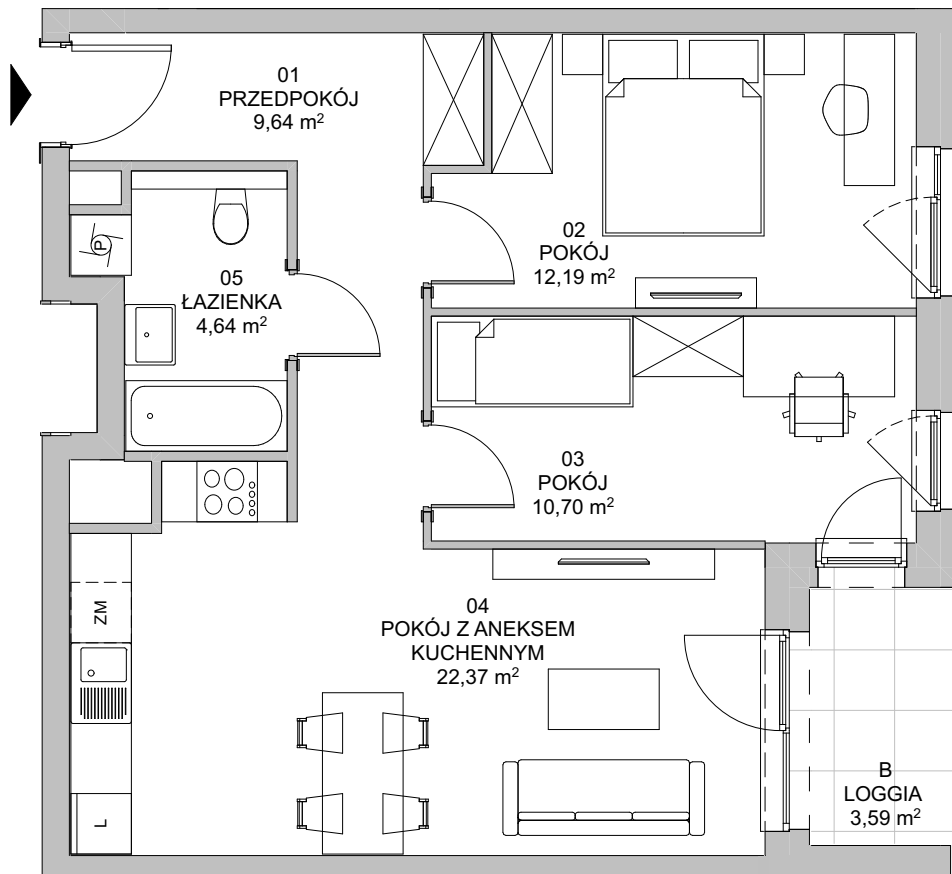 01
PRZEDPOKÓJ
9,64 m²
02
POKÓJ
12,19 m²
P
05
ŁAZIENKA
4,64 m²
03
POKÓJ
10,70 m²
ZM
04
POKÓJ Z ANEKSEM
KUCHENNYM
22,37 m²
B
LOGGIA
3,59 m²
L